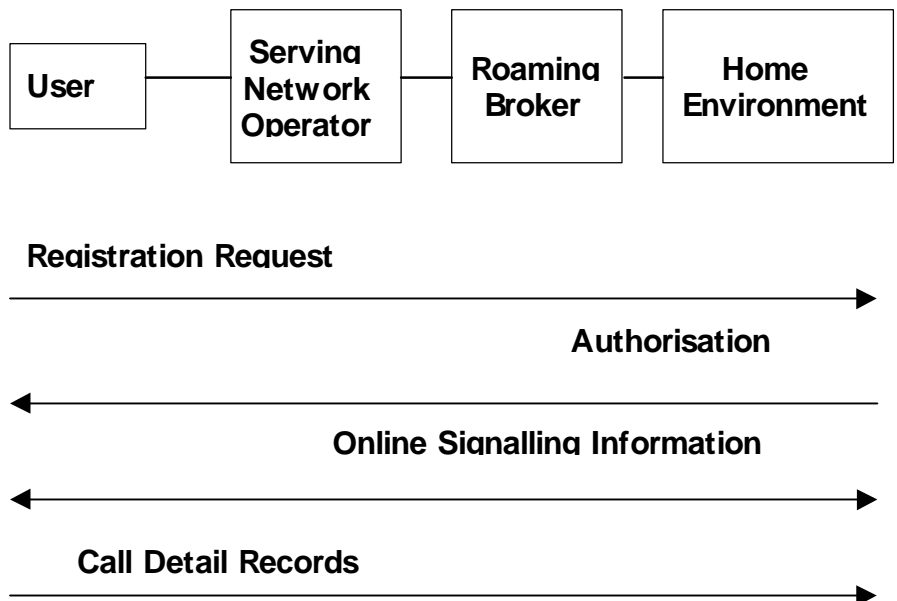 User
Serving
Network
Operator
Roaming
Broker
Home
Environment
Registration Request
Authorisation
Online Signalling Information
Call Detail Records